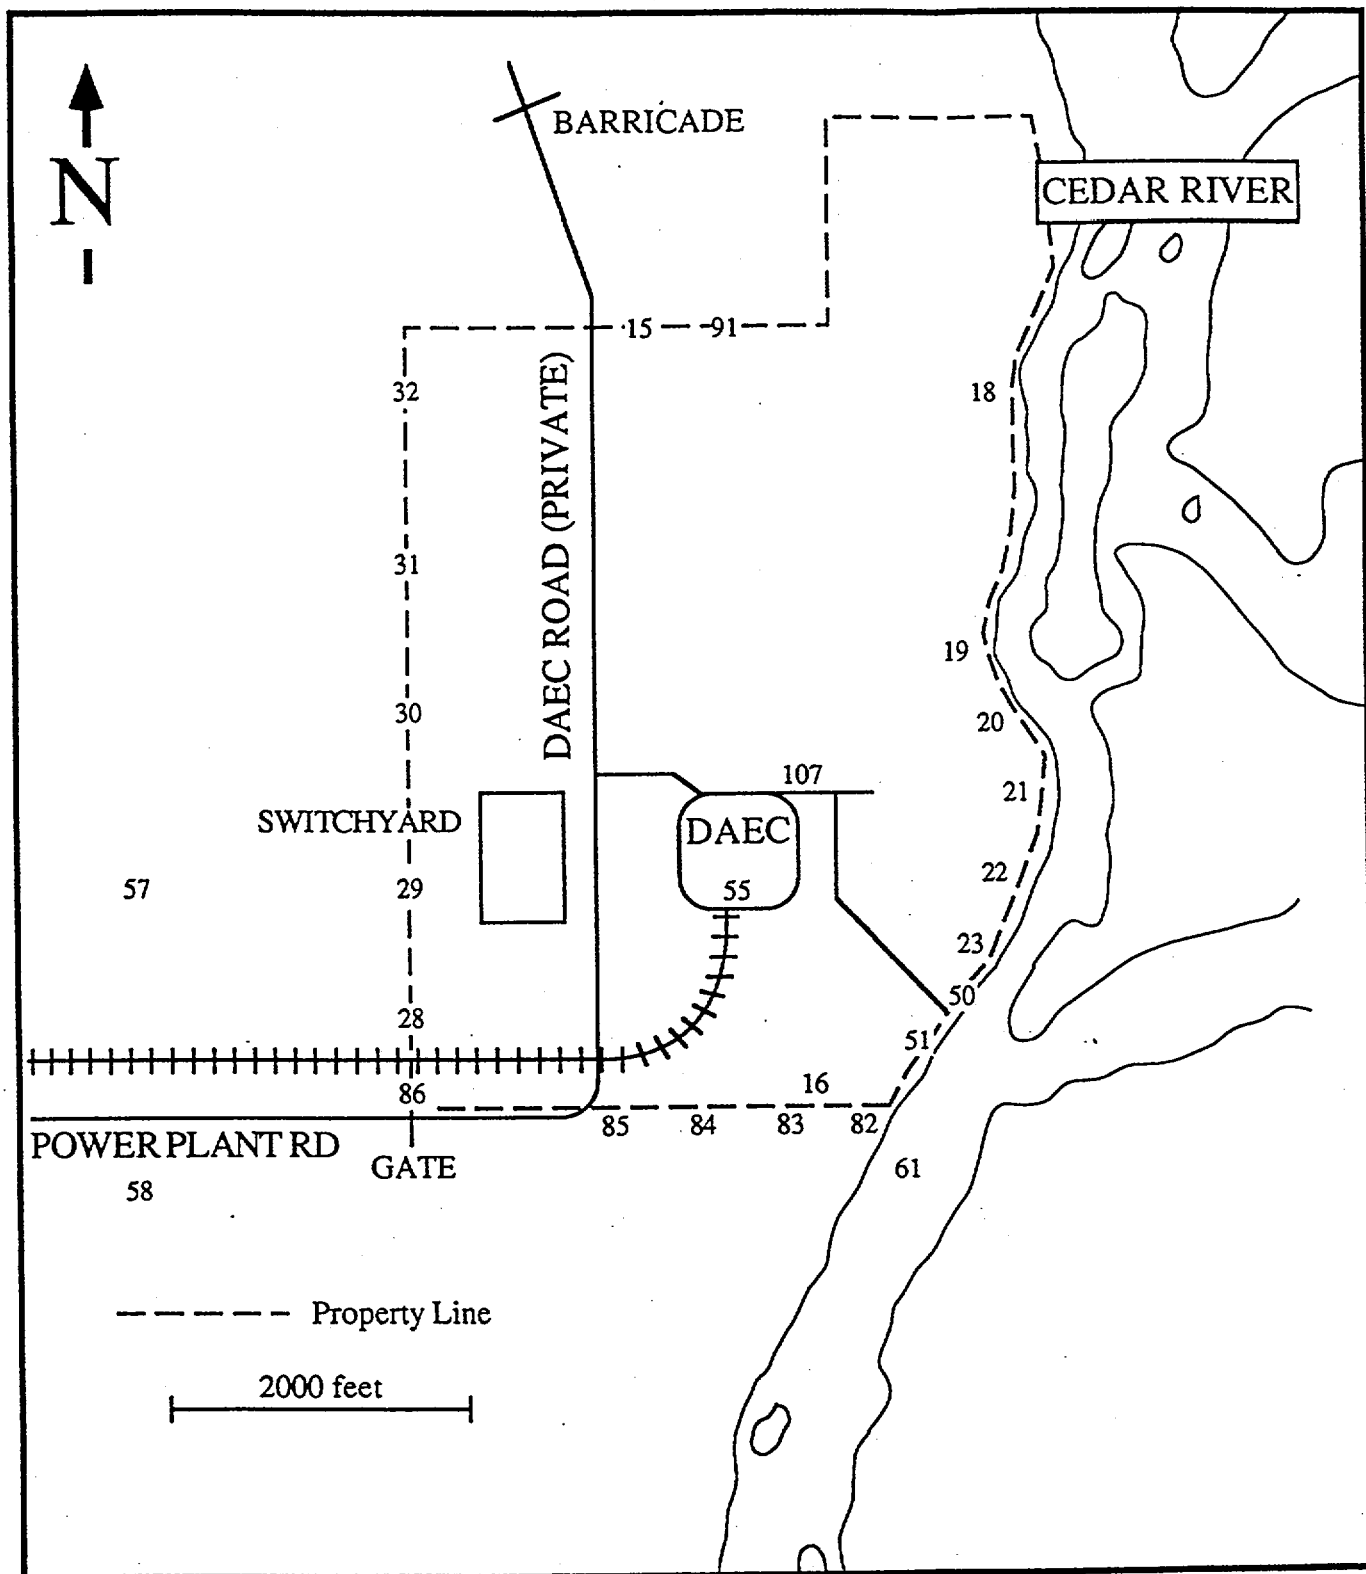 BARRICADE
N
CEDAR RIVER
15
91
32
18
DAEC ROAD (PRIVATE)
31
19
30
20
107
21
SWITCHYARD
DAEC
57
29
55
22
23
50
28
51
86
16
85
84
83
82
POWER PLANT RD
GATE
61
58
Property Line
2000 feet